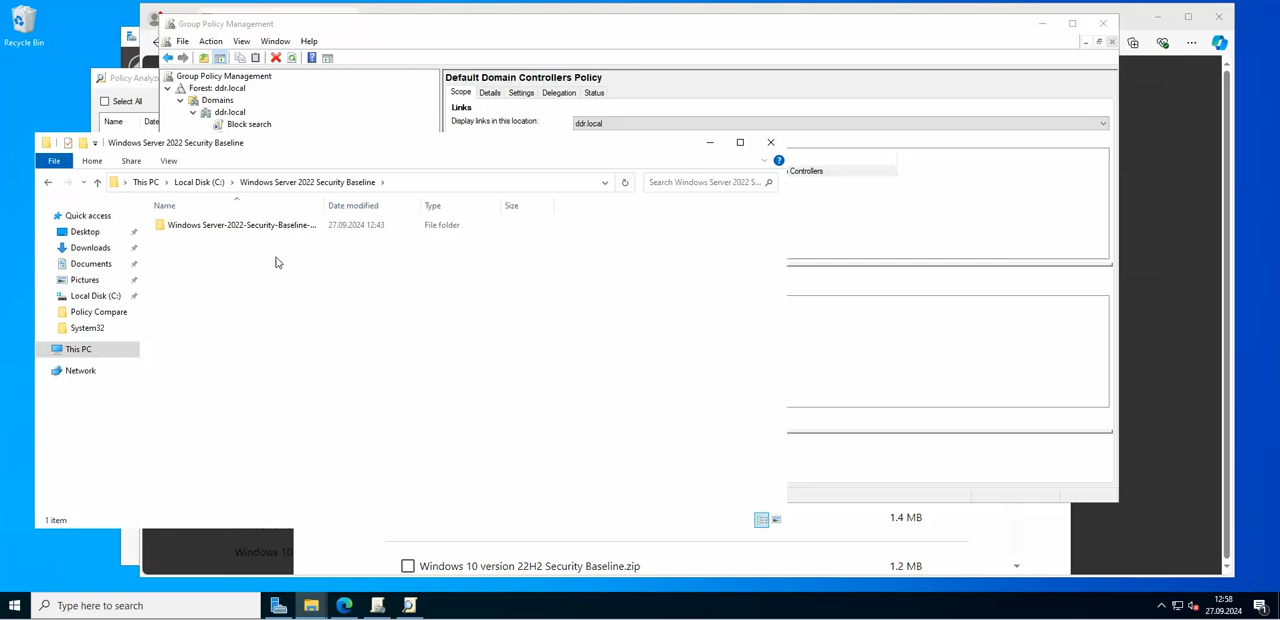 Recycle Bin
Group Policy Management
File Action View Window Help
Group Policy Management
Forest: ddr.local
Domains
ddr.local
Block search
Default Domain Controllers Policy
Scope Details Settings Delegation Status
Links
Display links in this location: ddr.local
Policy Analyz
Select All
Name Date
Windows Server 2022 Security Baseline
File Home Share View
This PC Local Disk (C:) Windows Server 2022 Security Baseline
Search Windows Server 2022 S...
Name Date modified Type Size
Windows Server-2022-Security-Baseline-... 27.09.2024 12:43 File folder
Quick access
Desktop
Downloads
Documents
Pictures
Local Disk (C:)
Policy Compare
System32
This PC
Network
1 item
Controllers
1.4 MB
Windows 10
Windows 10 version 22H2 Security Baseline.zip 1.2 MB
Type here to search
12:58
27.09.2024
1